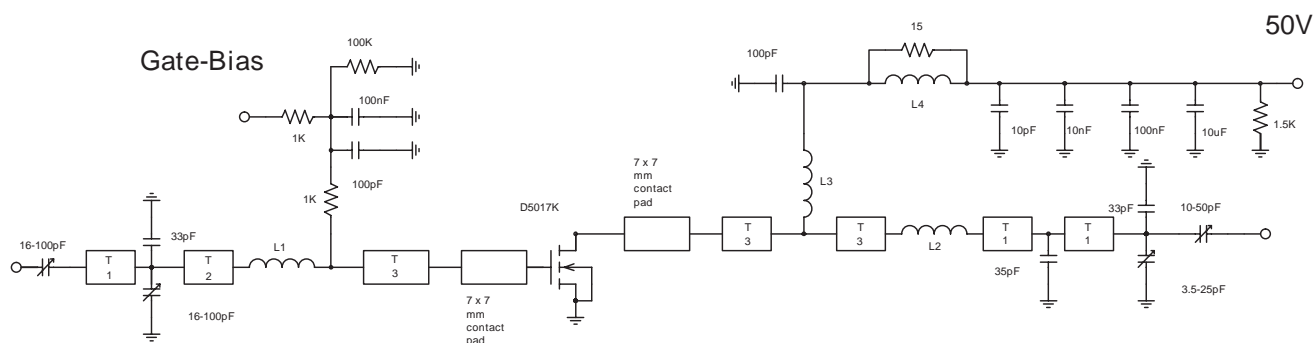 50V
Gate-Bias
100K
100nF
1K
100pF
1K
16-100pF
T
1
33pF
16-100pF
T
2
L1
T
3
7 x 7
mm
contact
pad
D5017K
7 x 7
mm
contact
pad
T
3
100pF
15
L4
L3
10pF
10nF
100nF
10uF
1.5K
T
3
L2
T
1
35pF
T
1
33pF
3.5-25pF
10-50pF